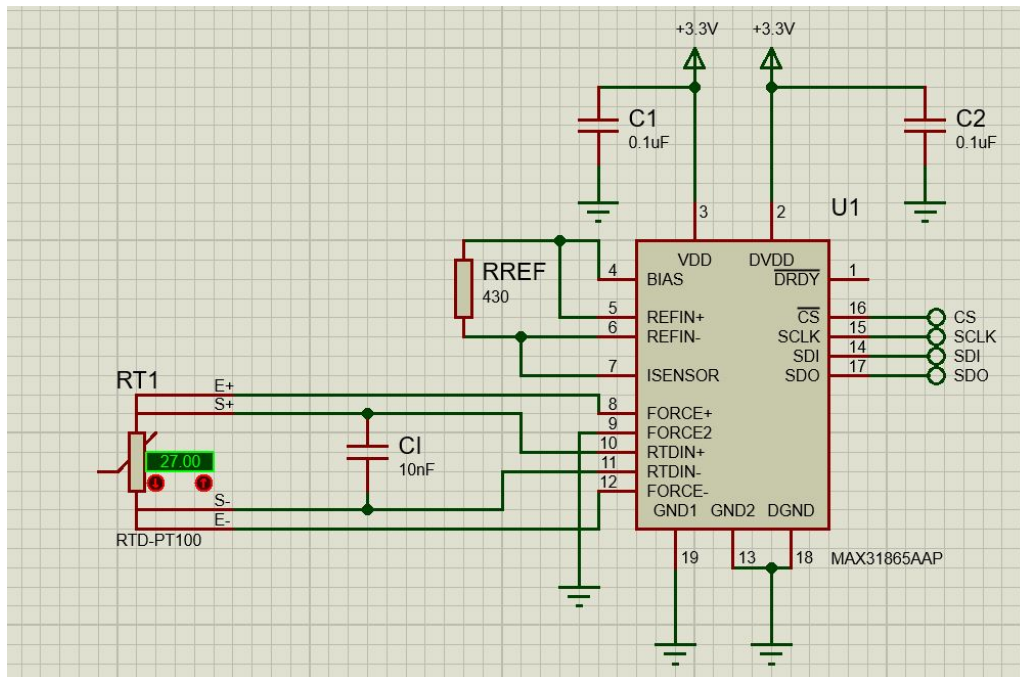 +3.3V
+3.3V
C1
0.1uF
C2
0.1uF
U1
3
2
VDD
DVDD
RREF
430
4
BIAS
DRDY
1
5
REFIN+
CS
16
CS
6
REFIN-
SCLK
15
SCLK
SDI
14
SDI
7
ISENSOR
SDO
17
SDO
RT1
E+
S+
8
FORCE+
9
FORCE2
10
RTDIN+
11
RTDIN-
12
FORCE-
CI
10nF
27.00
S-
E-
RTD-PT100
GND1
GND2
DGND
19
13
18
MAX31865AAP